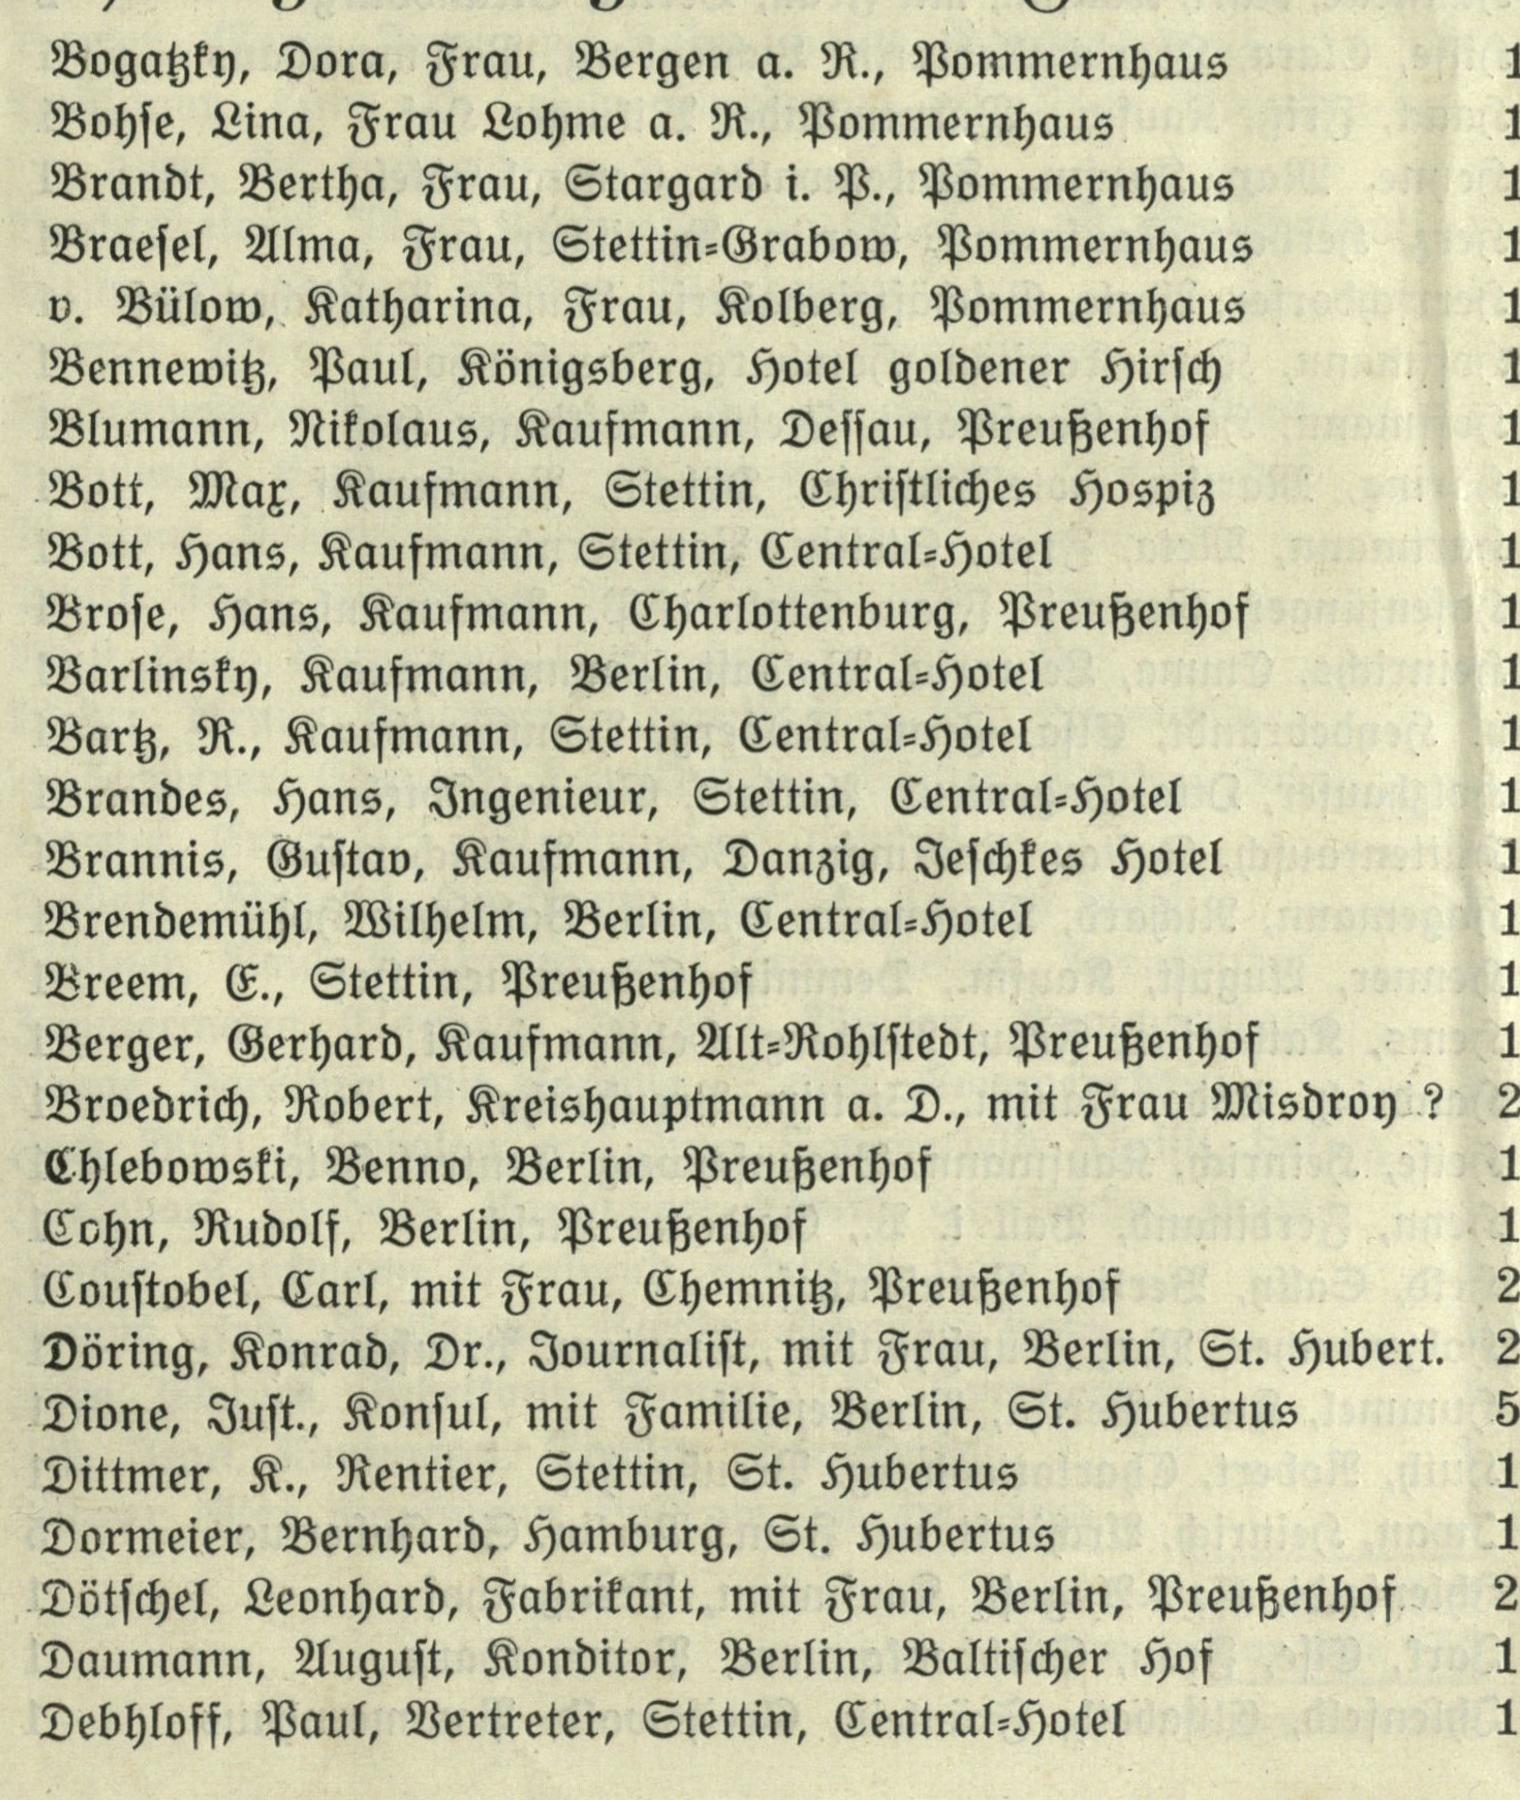 Bogatzky, Dora, Frau, Bergen a. R., Pommernhaus 1
Bohse, Lina, Frau Lohme a. R., Pommernhaus 1
Brandt, Bertha, Frau, Stargard i. P., Pommernhaus 1
Braesel, Alma, Frau, Stettin-Grabow, Pommernhaus 1
v. Bülow, Katharina, Frau, Kolberg, Pommernhaus 1
Bennewitz, Paul, Königsberg, Hotel goldener Hirsch 1
Blumann, Nikolaus, Kaufmann, Dessau, Preußenhof 1
Bott, Max, Kaufmann, Stettin, Christliches Hospiz 1
Bott, Hans, Kaufmann, Stettin, Central-Hotel 1
Brose, Hans, Kaufmann, Charlottenburg, Preußenhof 1
Barlinsky, Kaufmann, Berlin, Central-Hotel 1
Bartz, R., Kaufmann, Stettin, Central-Hotel 1
Brandes, Hans, Ingenieur, Stettin, Central-Hotel 1
Brannis, Gustav, Kaufmann, Danzig, Jeschkes Hotel 1
Brendemühl, Wilhelm, Berlin, Central-Hotel 1
Breem, E., Stettin, Preußenhof 1
Berger, Gerhard, Kaufmann, Alt-Rohlstedt, Preußenhof 1
Broedrich, Robert, Kreishauptmann a. D., mit Frau Misdroy ? 2
Chlebowski, Benno, Berlin, Preußenhof 1
Cohn, Rudolf, Berlin, Preußenhof 1
Coustobel, Carl, mit Frau, Chemnitz, Preußenhof 2
Döring, Konrad, Dr., Journalist, mit Frau, Berlin, St. Hubert. 2
Dione, Just., Konsul, mit Familie, Berlin, St. Hubertus 5
Dittmer, K., Rentier, Stettin, St. Hubertus 1
Dormeier, Bernhard, Hamburg, St. Hubertus 1
Dötschel, Leonhard, Fabrikant, mit Frau, Berlin, Preußenhof 2
Daumann, August, Konditor, Berlin, Baltischer Hof 1
Debhloff, Paul, Vertreter, Stettin, Central-Hotel 1